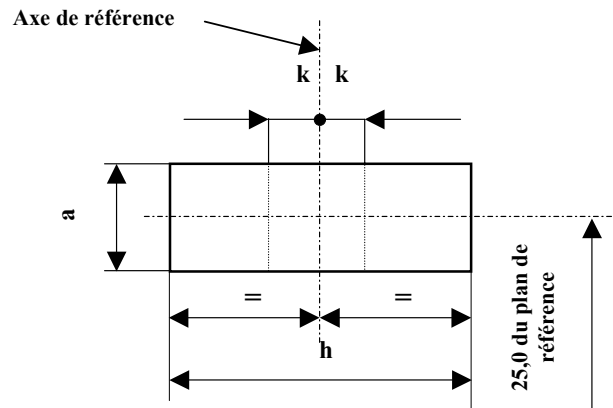 Axe de référence
k k
a
= =
h
25,0 du plan de
référence